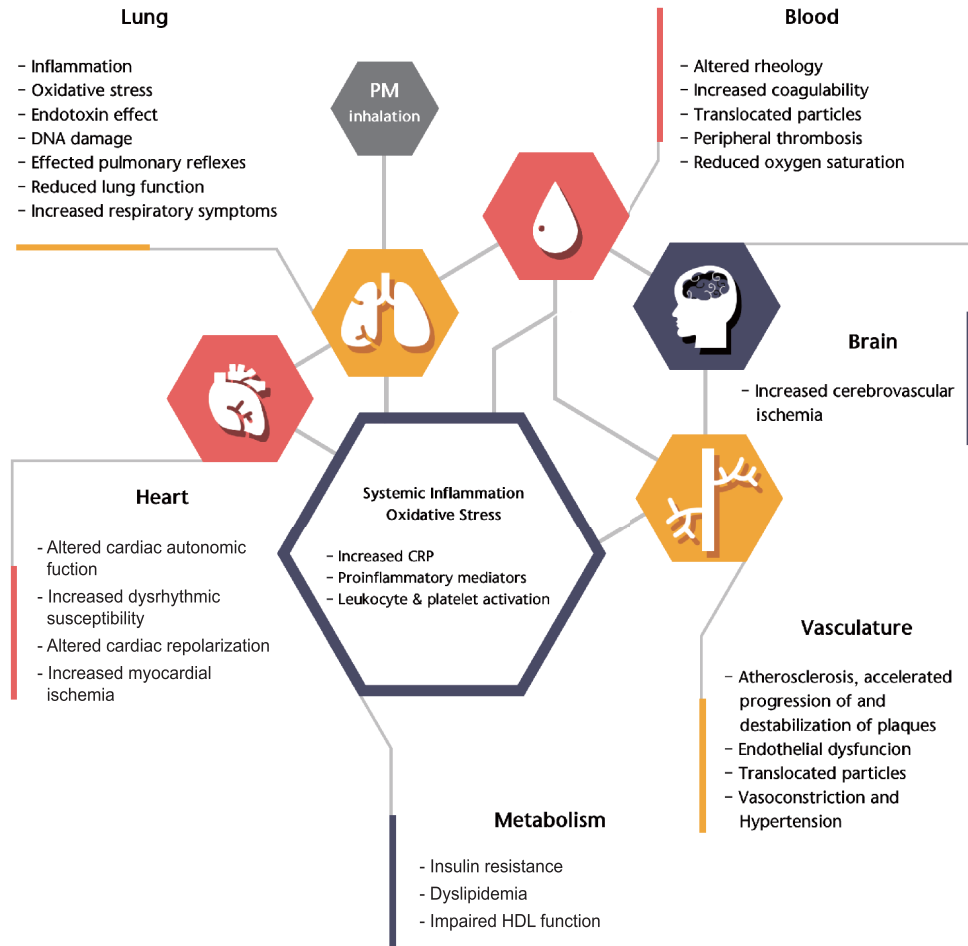 Lung
– Inflammation
– Oxidative stress
– Endotoxin effect
– DNA damage
– Effected pulmonary reflexes
– Reduced lung function
– Increased respiratory symptoms
PM
inhalation
Blood
– Altered rheology
– Increased coagulability
– Translocated particles
– Peripheral thrombosis
– Reduced oxygen saturation
Brain
– Increased cerebrovascular
ischemia
Heart
- Altered cardiac autonomic
fuction
- Increased dysrhythmic
susceptibility
- Altered cardiac repolarization
- Increased myocardial
ischemia
Systemic Inflammation
Oxidative Stress
– Increased CRP
– Proinflammatory mediators
– Leukocyte & platelet activation
Vasculature
– Atherosclerosis, accelerated
progression of and
destabilization of plaques
– Endothelial dysfuncion
– Translocated particles
– Vasoconstriction and
Hypertension
Metabolism
- Insulin resistance
- Dyslipidemia
- Impaired HDL function